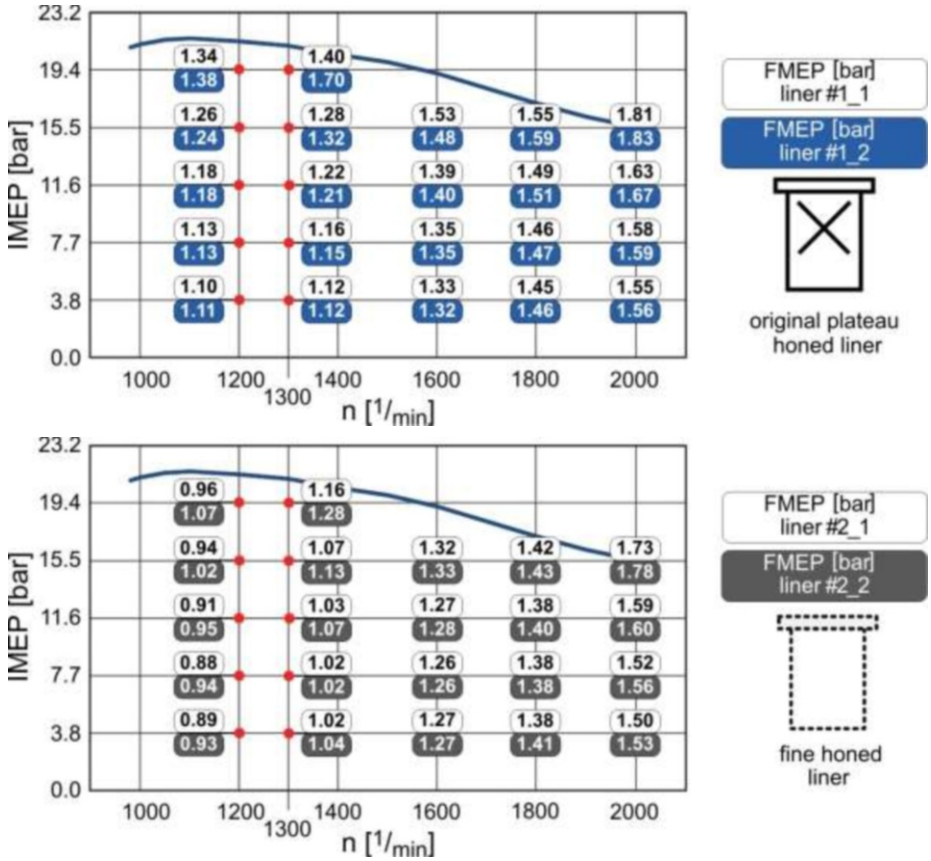 23.2
19.4
15.5
11.6
7.7
3.8
0.0
IMEP [bar]
1.34 1.40
1.38 1.70
1.26 1.28 1.53 1.55 1.81
1.24 1.32 1.48 1.59 1.83
1.18 1.22 1.39 1.49 1.63
1.18 1.21 1.40 1.51 1.67
1.13 1.16 1.35 1.46 1.58
1.13 1.15 1.35 1.47 1.59
1.10 1.12 1.33 1.45 1.55
1.11 1.12 1.32 1.46 1.56
1000 1200 1400 1600 1800 2000
1300
n [1/min]
FMEP [bar]
liner #1_1
FMEP [bar]
liner #1_2
original plateau
honed liner
23.2
19.4
15.5
11.6
7.7
3.8
0.0
IMEP [bar]
0.96 1.16
1.07 1.28
0.94 1.07 1.32 1.42 1.73
1.02 1.13 1.33 1.43 1.78
0.91 1.03 1.27 1.38 1.59
0.95 1.07 1.28 1.40 1.60
0.88 1.02 1.26 1.38 1.52
0.94 1.02 1.26 1.38 1.56
0.89 1.02 1.27 1.38 1.50
0.93 1.04 1.27 1.41 1.53
1000 1200 1400 1600 1800 2000
1300
n [1/min]
FMEP [bar]
liner #2_1
FMEP [bar]
liner #2_2
fine honed
liner